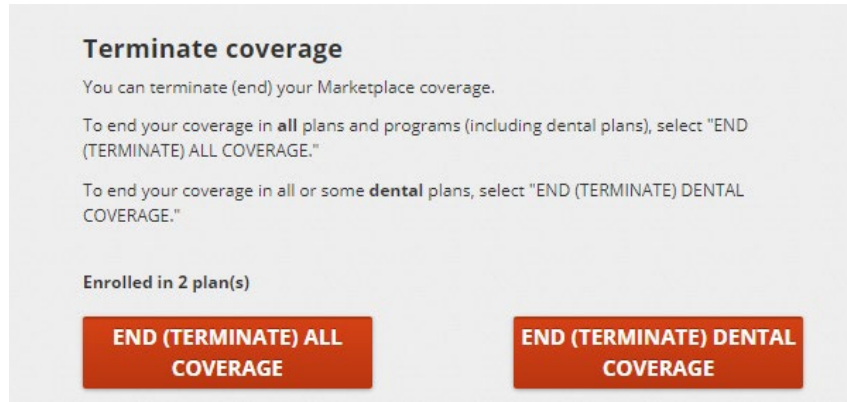 Terminate coverage
You can terminate (end) your Marketplace coverage.
To end your coverage in all plans and programs (including dental plans), select "END
(TERMINATE) ALL COVERAGE."
To end your coverage in all or some dental plans, select "END (TERMINATE) DENTAL
COVERAGE."
Enrolled in 2 plan(s)
END (TERMINATE) ALL
COVERAGE
END (TERMINATE) DENTAL
COVERAGE